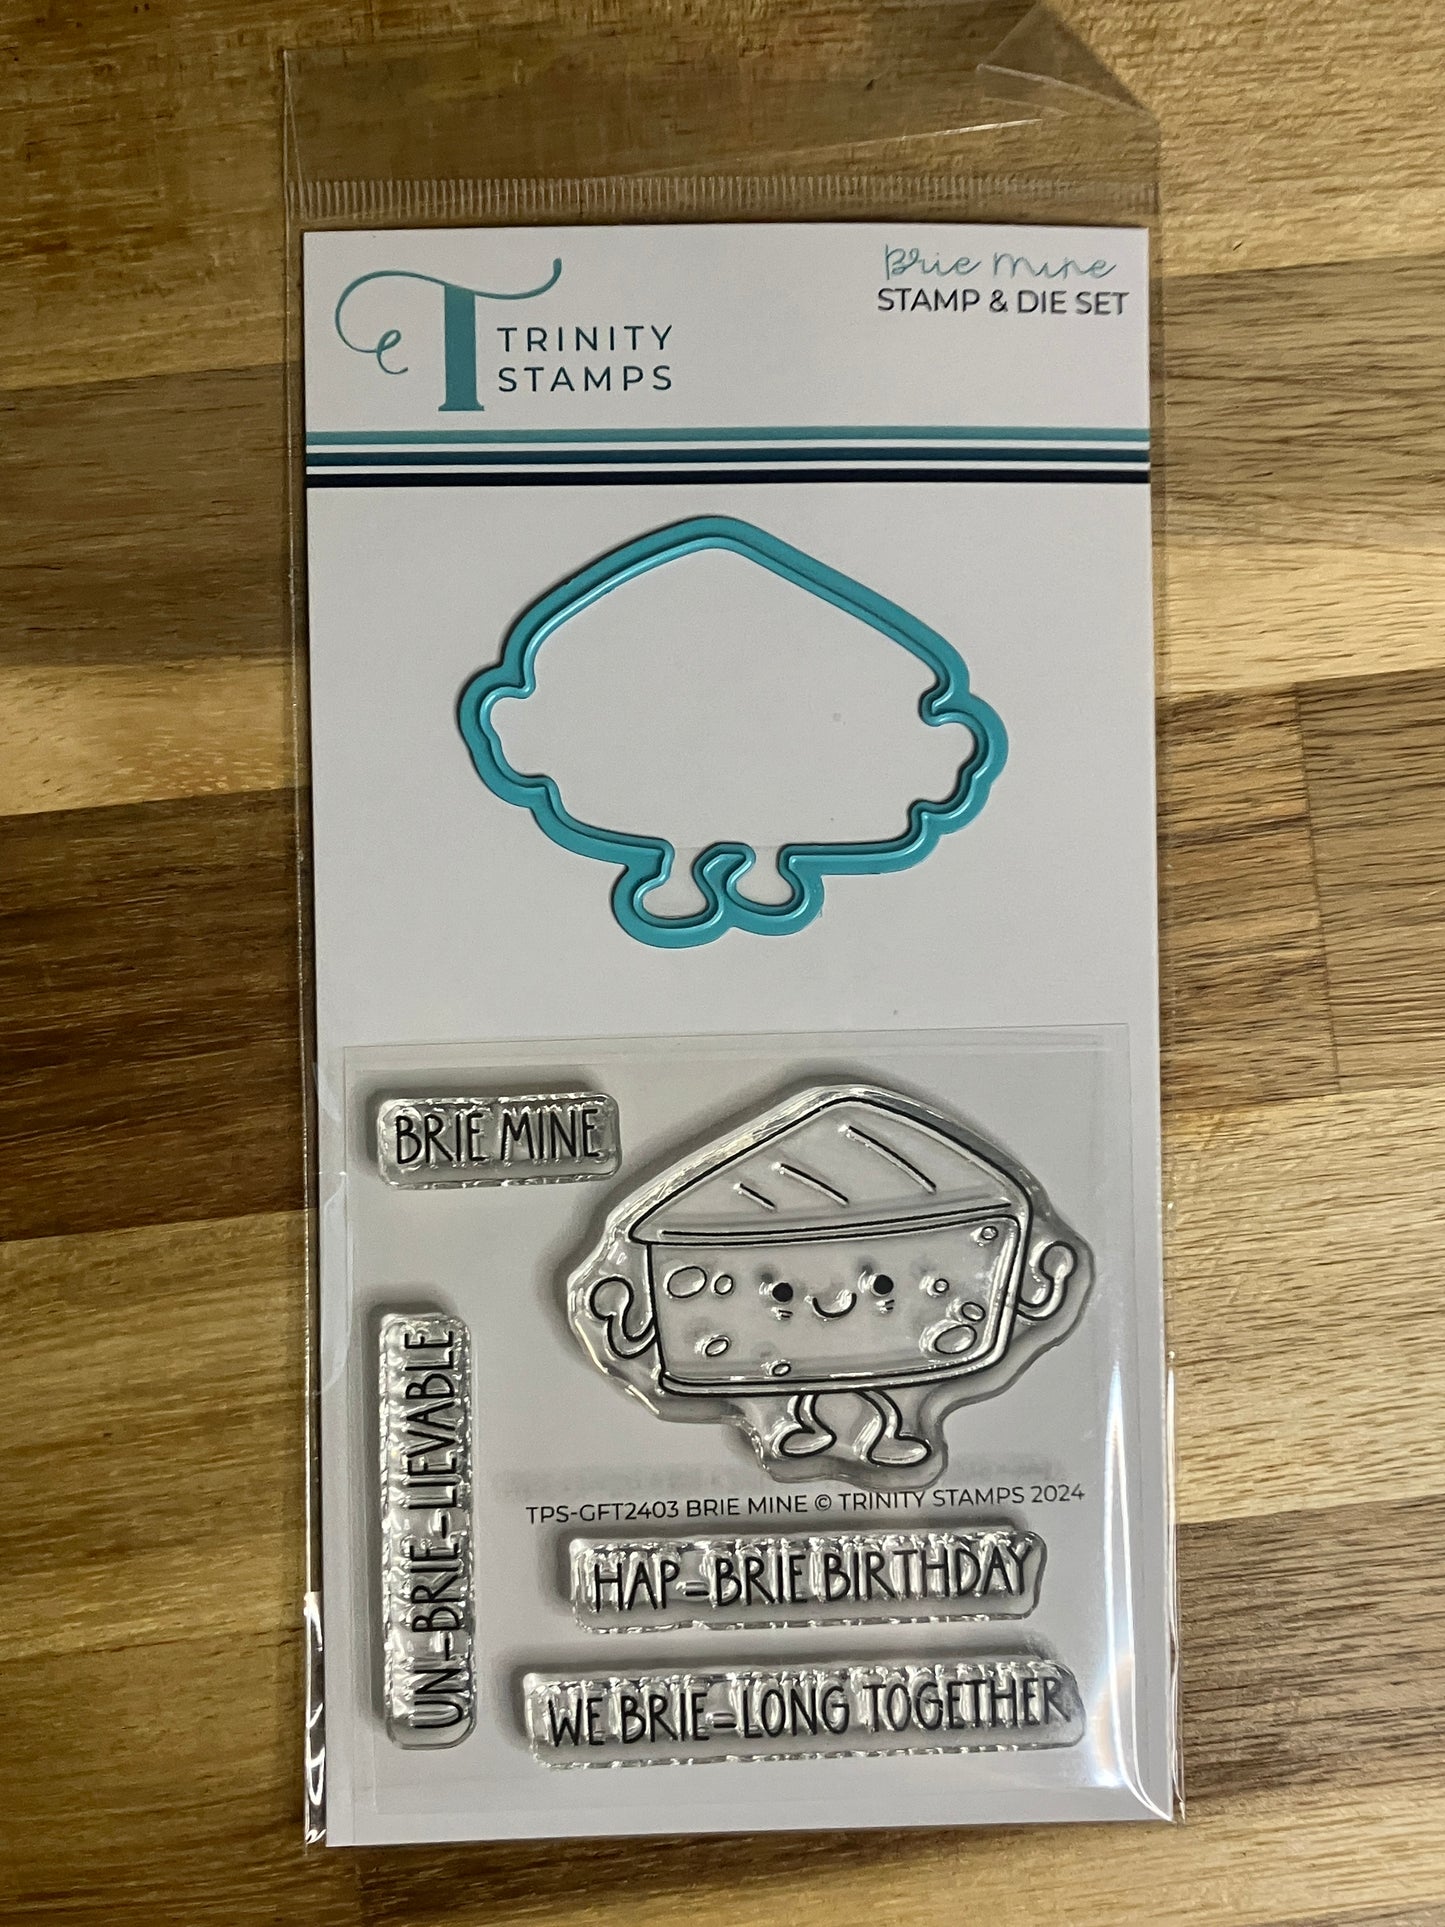 TRINITY
STAMPS
Brie Mine
STAMP & DIE SET
BRIE MINE
UN-BRIE-LIEVABLE
TPS-GFT2403 BRIE MINE © TRINITY STAMPS 2024
HAP-BRIE BIRTHDAY
WE BRIE-LONG TOGETHER